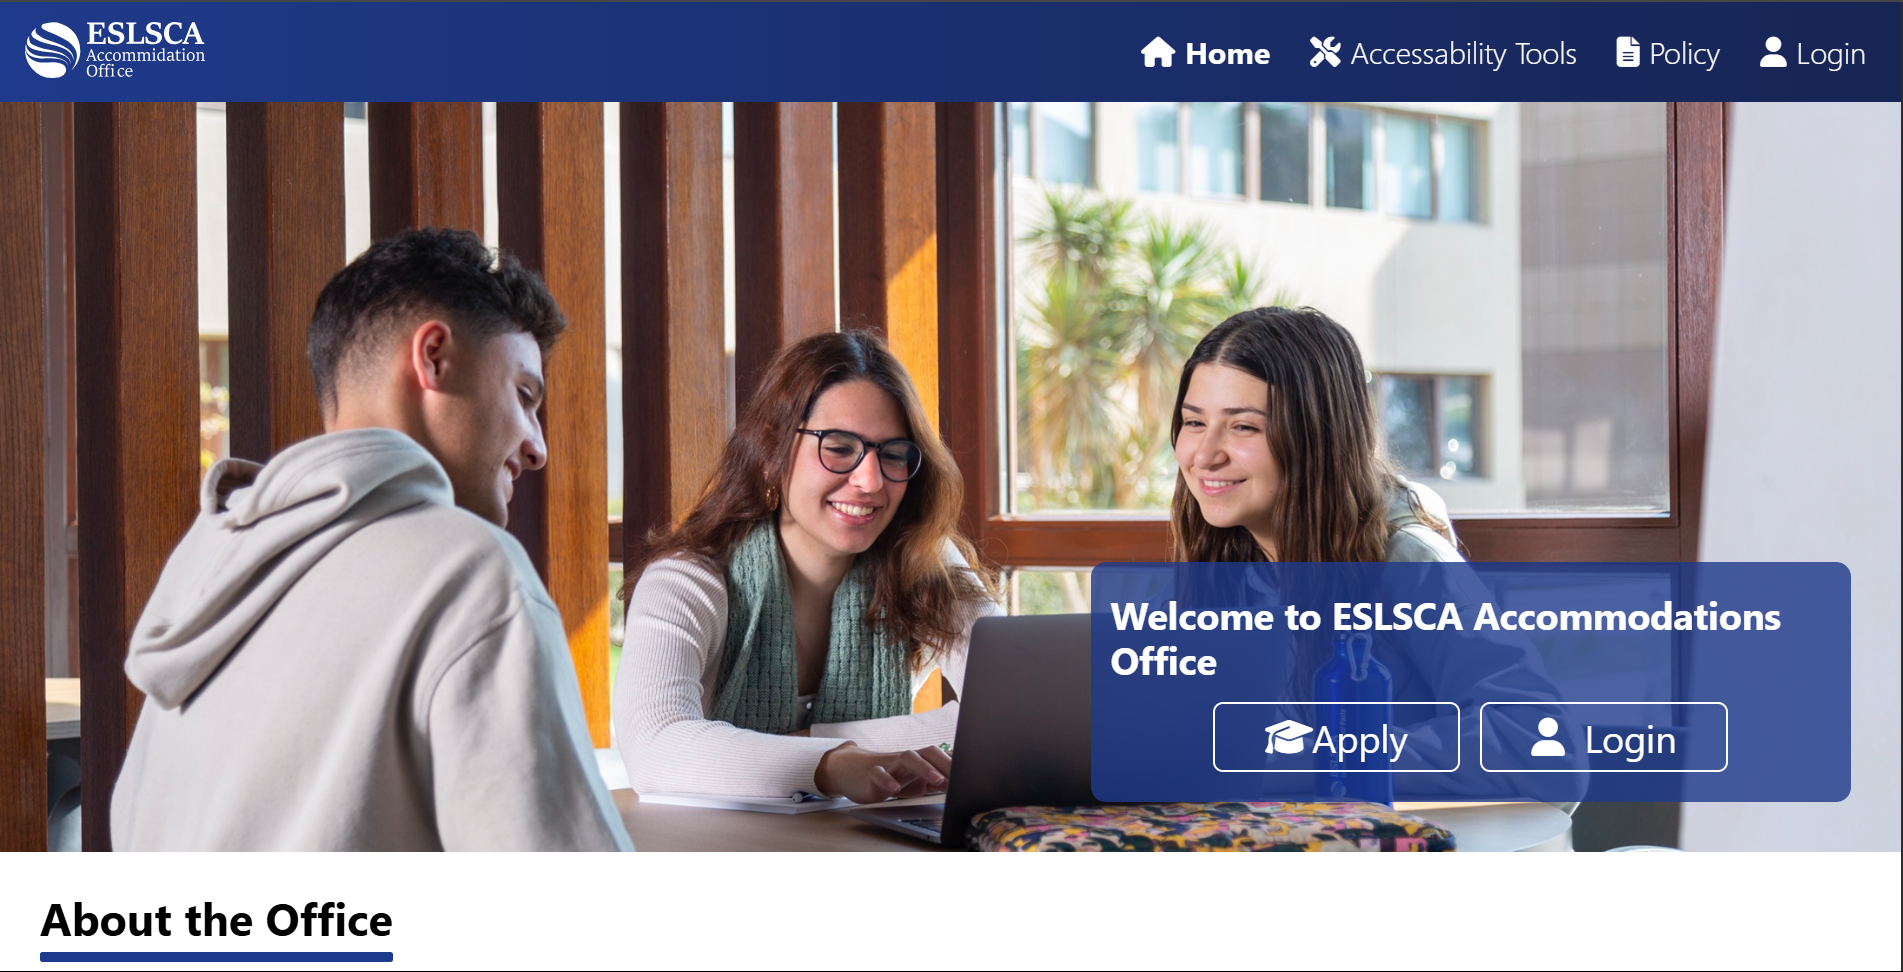 ESLSCA
Accommidation
Office
Home
Accessability Tools
Policy
Login
Welcome to ESLSCA Accommodations
Office
Apply
Login
About the Office